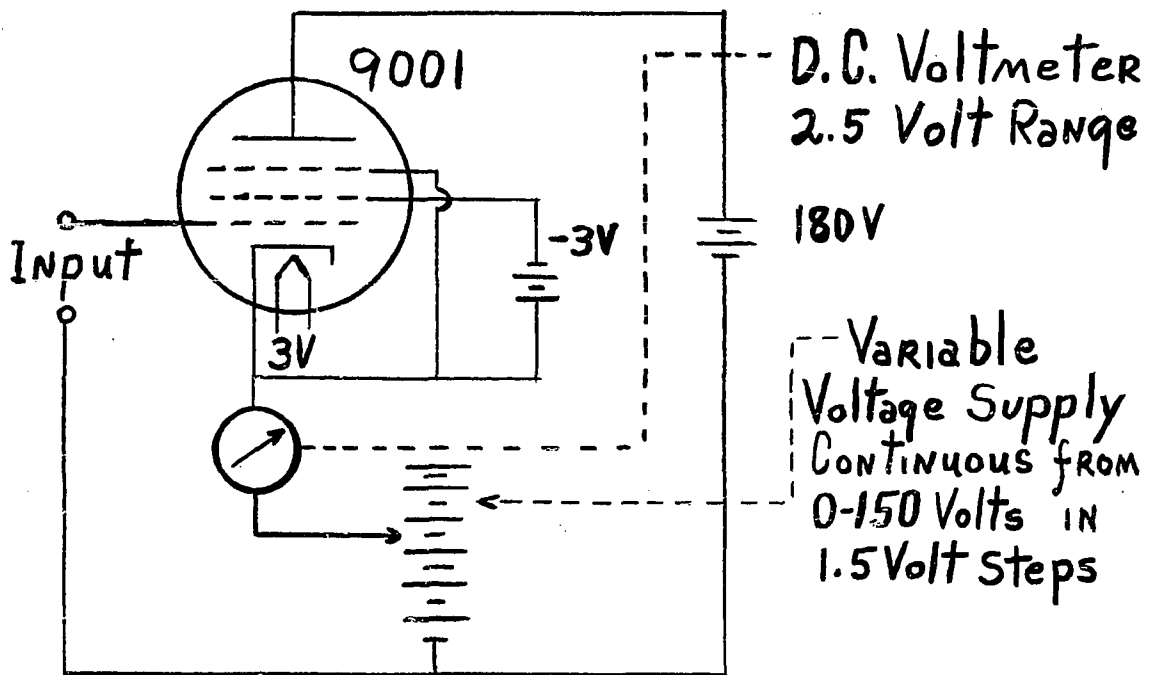 9001
D.C. Voltmeter
2.5 Volt Range
Input
-3V
180V
3V
Variable
Voltage Supply
Continuous from
0-150 Volts in
1.5 Volt Steps